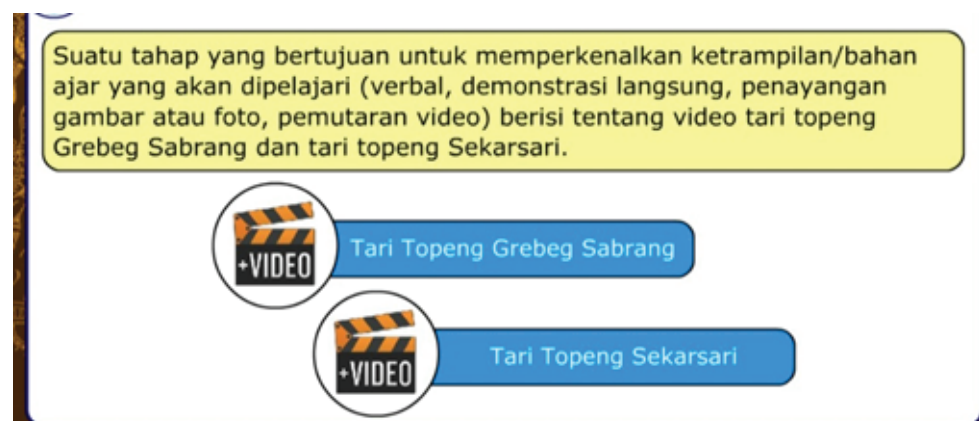 Suatu tahap yang bertujuan untuk memperkenalkan ketrampilan/bahan
ajar yang akan dipelajari (verbal, demonstrasi langsung, penayangan
gambar atau foto, pemutaran video) berisi tentang video tari topeng
Grebeg Sabrang dan tari topeng Sekarsari.
+VIDEO
Tari Topeng Grebeg Sabrang
+VIDEO
Tari Topeng Sekarsari